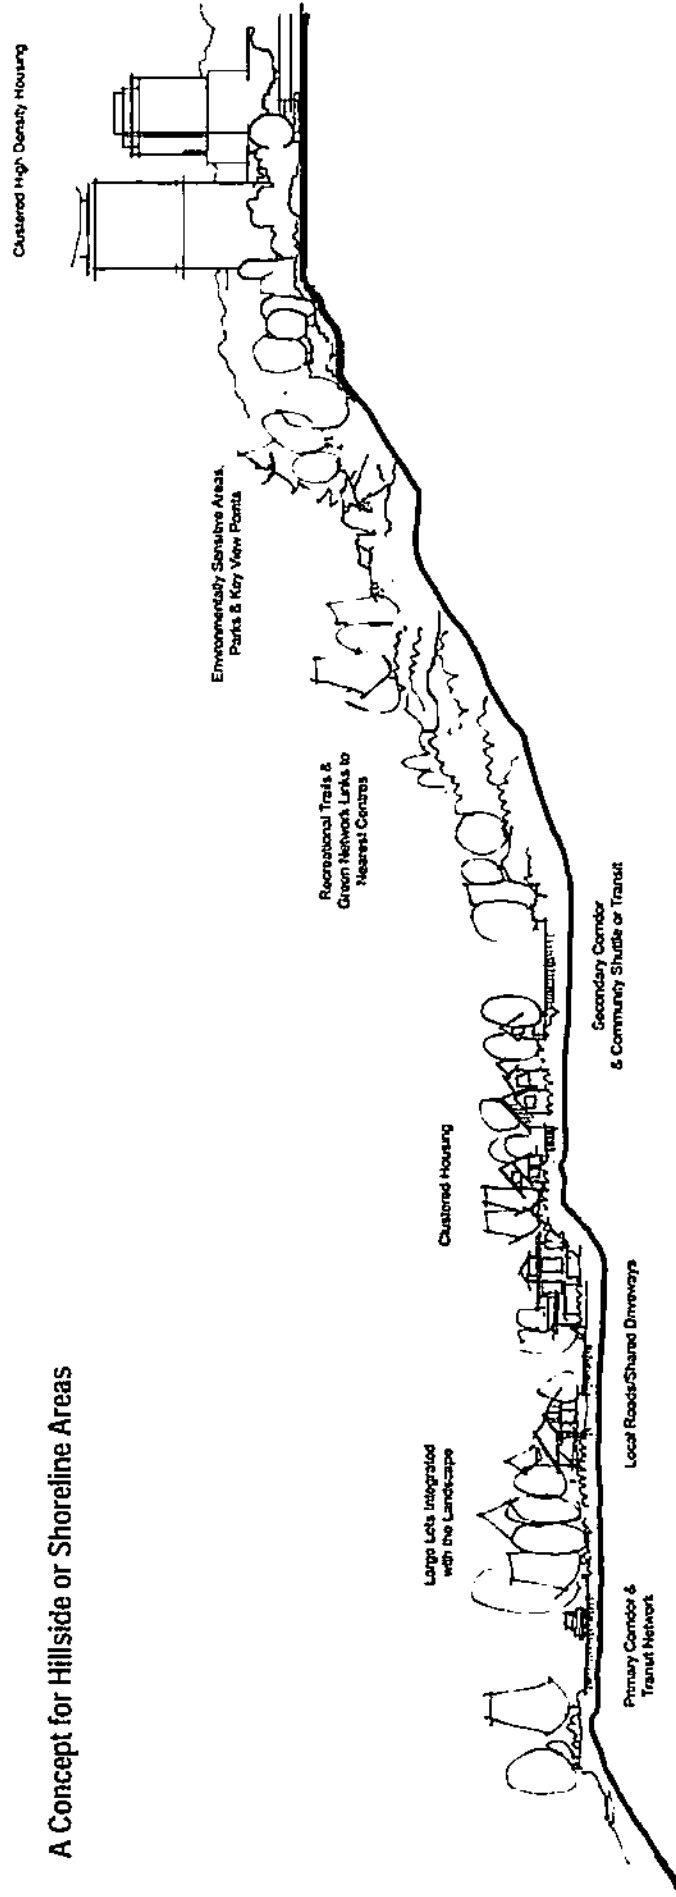 A Concept for Hillside or Shoreline Areas
Clustered High Density Housing
Environmentally Sensitive Areas,
Parks & Key View Points
Recreational Trails &
Green Network Links to
Nearest Centres
Clustered Housing
Large Lots Integrated
with the Landscape
Secondary Corridor
& Community Shuttle or Transit
Local Roads/Shared Driveways
Primary Corridor &
Transit Network